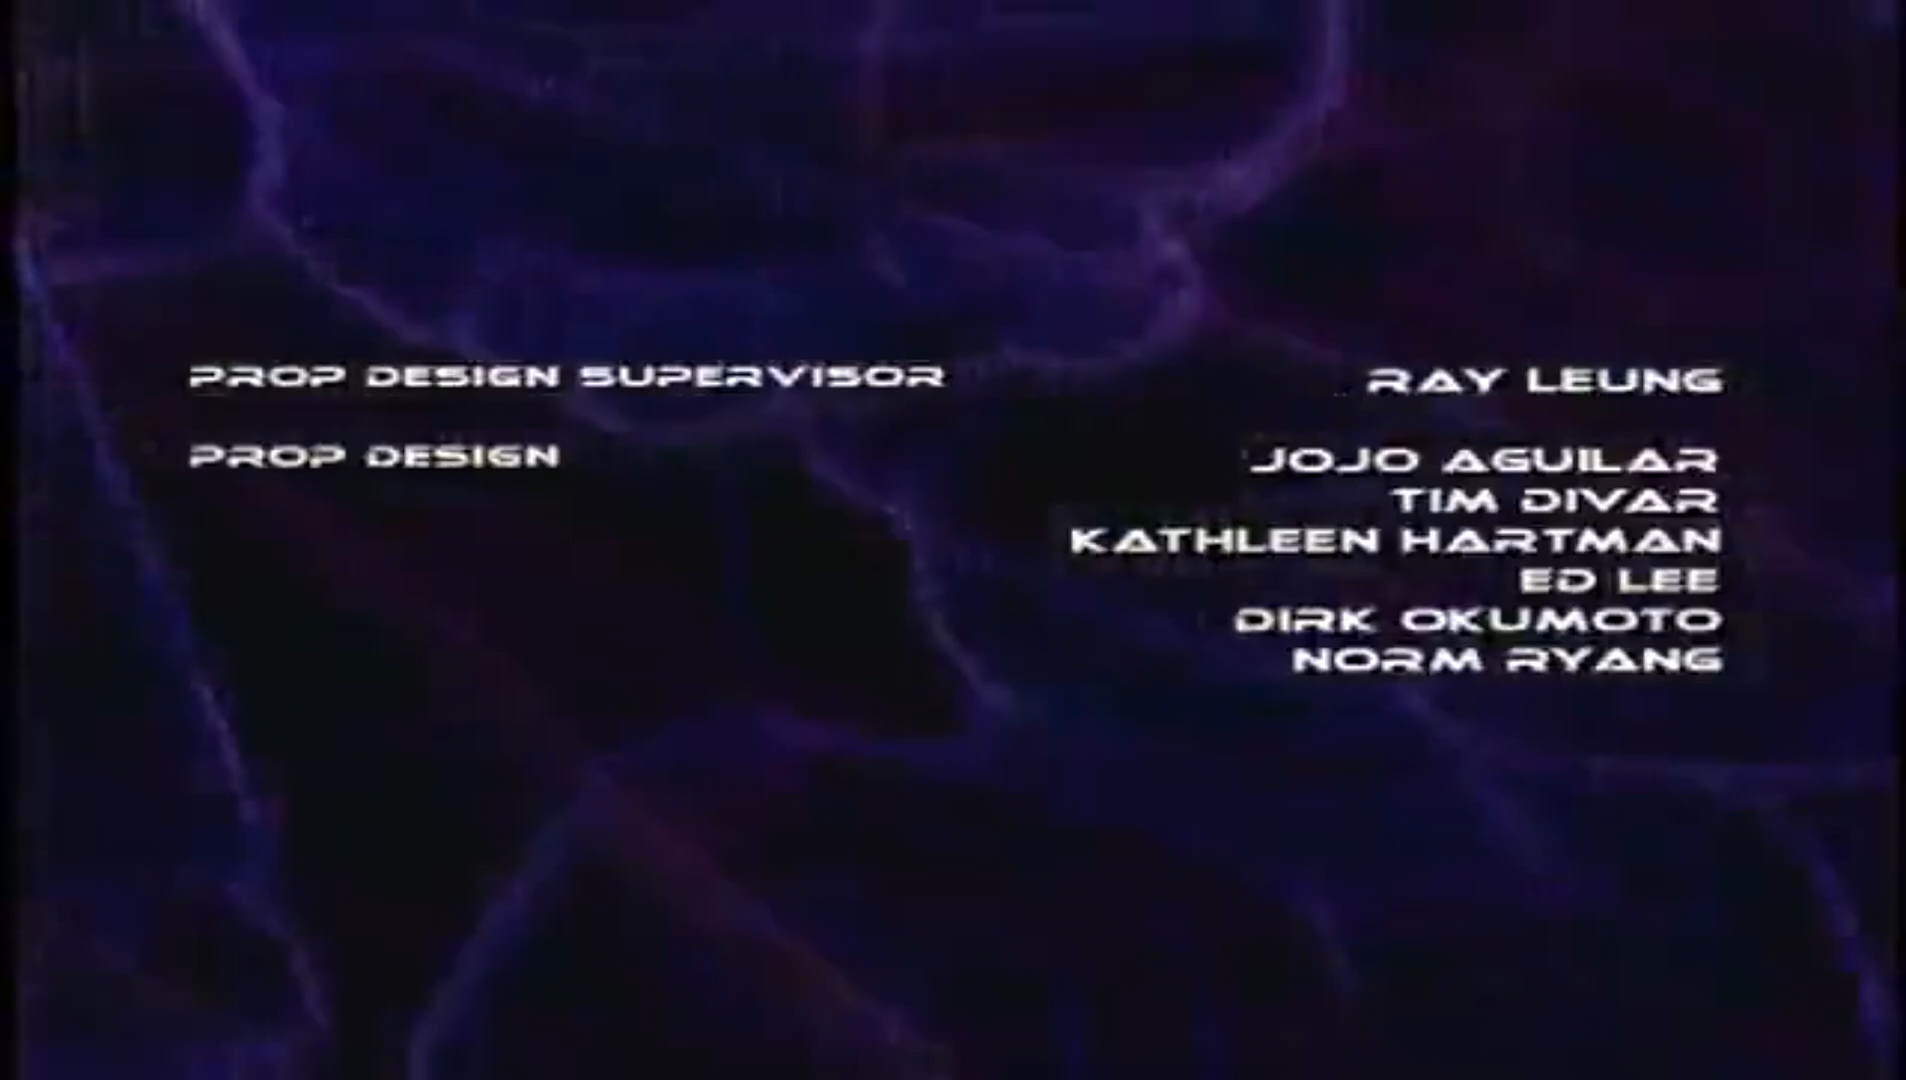 PROP DESIGN SUPERVISOR RAY LEUNG
PROP DESIGN JOJO AGUILAR
TIM DIVAR
KATHLEEN HARTMAN
ED LEE
DIRK OKUMOTO
NORM RYANG